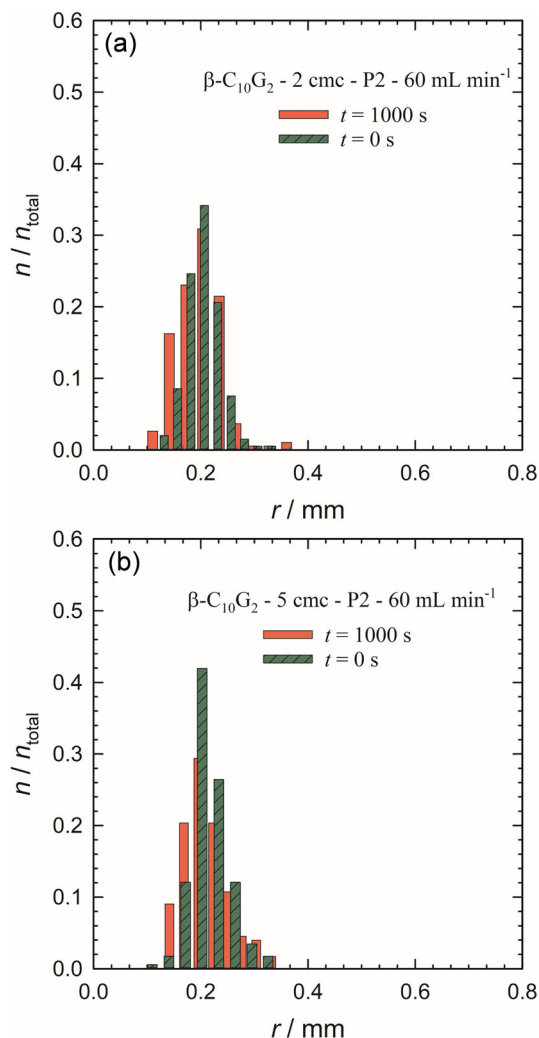 (a)
β-C₁₀G₂ - 2 cmc - P2 - 60 mL min⁻¹
t = 1000 s
t = 0 s
0.6
0.5
0.4
0.3
0.2
0.1
0.0
n / n_total
0.0 0.2 0.4 0.6 0.8
r / mm
(b)
β-C₁₀G₂ - 5 cmc - P2 - 60 mL min⁻¹
t = 1000 s
t = 0 s
0.6
0.5
0.4
0.3
0.2
0.1
0.0
n / n_total
0.0 0.2 0.4 0.6 0.8
r / mm